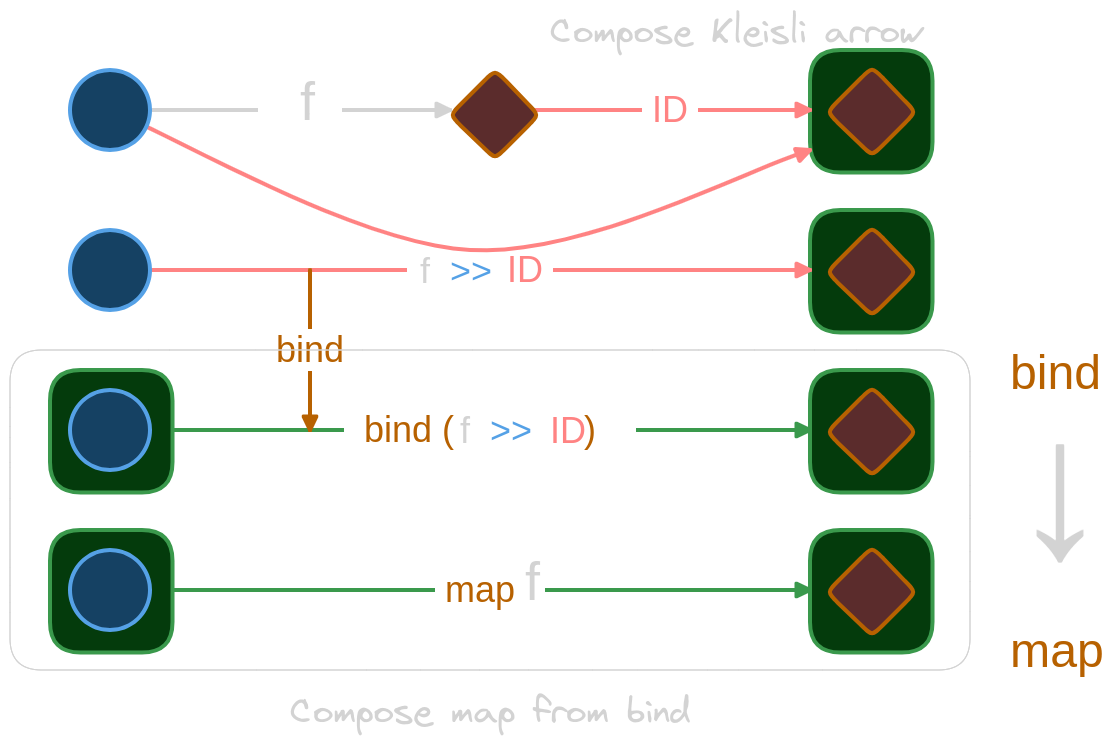 Compose Kleisli arrow
f
ID
f >> ID
bind
bind
bind (f >> ID)
map f
map
Compose map from bind